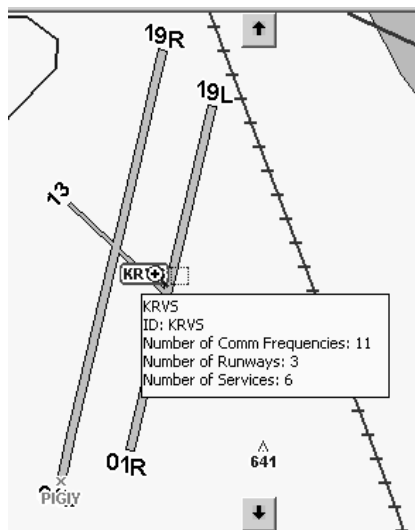 19R
19L
13
KRVS
ID: KRVS
Number of Comm Frequencies: 11
Number of Runways: 3
Number of Services: 6
01R
641
PIGIY